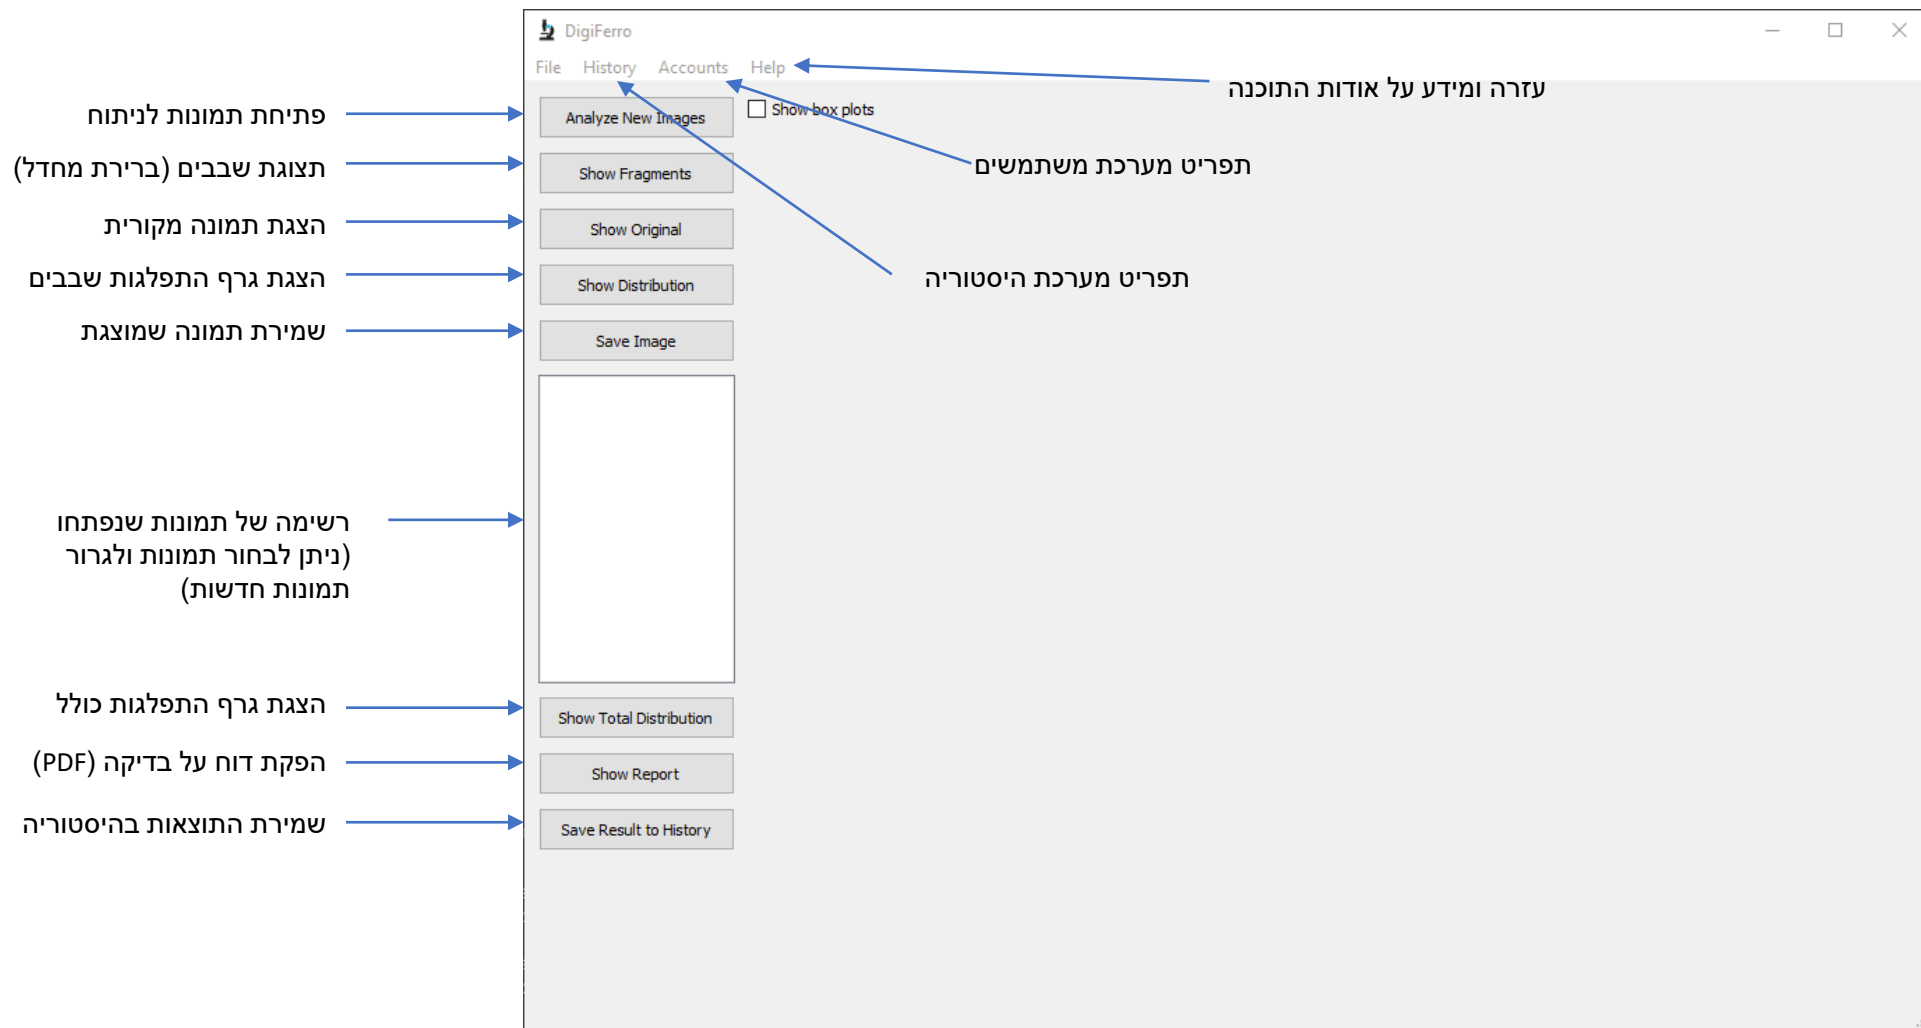 DigiFerro
File History Accounts Help
עזרה ומידע על אודות התוכנה
פתיחת תמונות לניתוח
Analyze New Images
Show box plots
תצוגת שבבים (ברירת מחדל)
Show Fragments
תפריט מערכת משתמשים
הצגת תמונה מקורית
Show Original
הצגת גרף התפלגות שבבים
Show Distribution
תפריט מערכת היסטוריה
שמירת תמונה שמוצגת
Save Image
רשימה של תמונות שנפתחו
(ניתן לבחור תמונות ולגרור
תמונות חדשות)
הצגת גרף התפלגות כולל
Show Total Distribution
הפקת דוח על בדיקה (PDF)
Show Report
שמירת התוצאות בהיסטוריה
Save Result to History